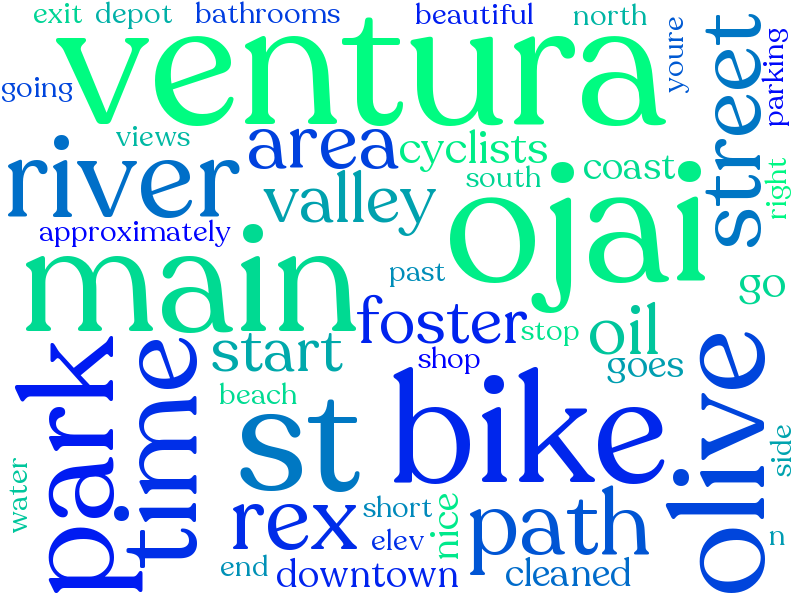 exit depot bathrooms beautiful north
ventura
youre
street
parking
going
views
river
area
cyclists
coast
south
valley
right
approximately
main
ojai
past
go
foster
stop
oil
start
shop
goes
park
time
beach
st
bike
olive
side
water
rex
short
nice
path
elev
n
end
downtown
cleaned